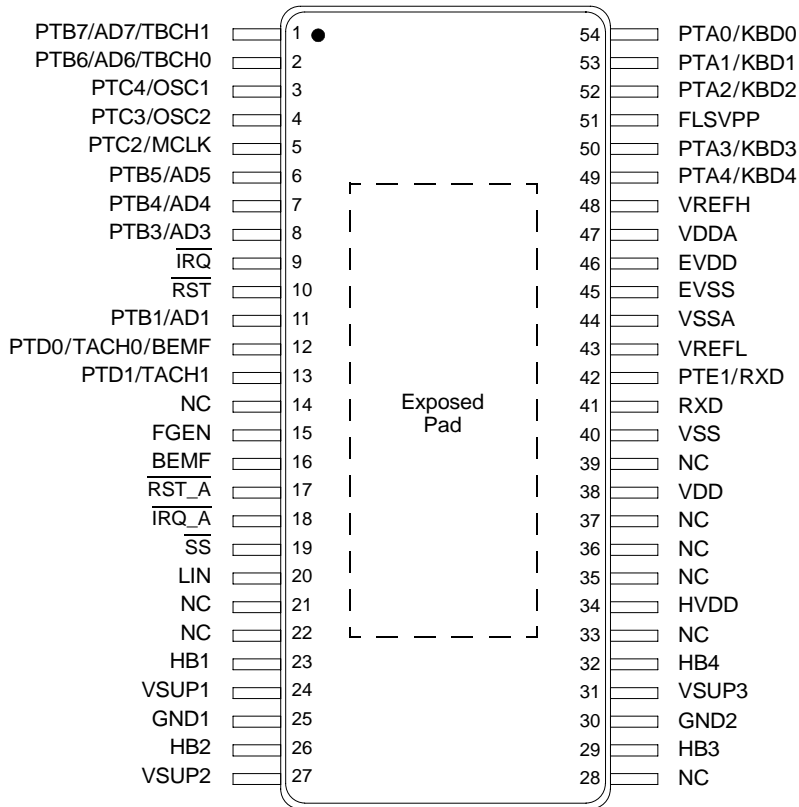 PTB7/AD7/TBCH1 1 54 PTA0/KBD0
PTB6/AD6/TBCH0 2 53 PTA1/KBD1
PTC4/OSC1 3 52 PTA2/KBD2
PTC3/OSC2 4 51 FLSVPP
PTC2/MCLK 5 50 PTA3/KBD3
PTB5/AD5 6 49 PTA4/KBD4
PTB4/AD4 7 48 VREFH
PTB3/AD3 8 47 VDDA
IRQ 9 46 EVDD
RST 10 45 EVSS
PTB1/AD1 11 44 VSSA
PTD0/TACH0/BEMF 12 43 VREFL
PTD1/TACH1 13 42 PTE1/RXD
NC 14 Exposed 41 RXD
FGEN 15 Pad 40 VSS
BEMF 16 39 NC
RST_A 17 38 VDD
IRQ_A 18 37 NC
SS 19 36 NC
LIN 20 35 NC
NC 21 34 HVDD
NC 22 33 NC
HB1 23 32 HB4
VSUP1 24 31 VSUP3
GND1 25 30 GND2
HB2 26 29 HB3
VSUP2 27 28 NC